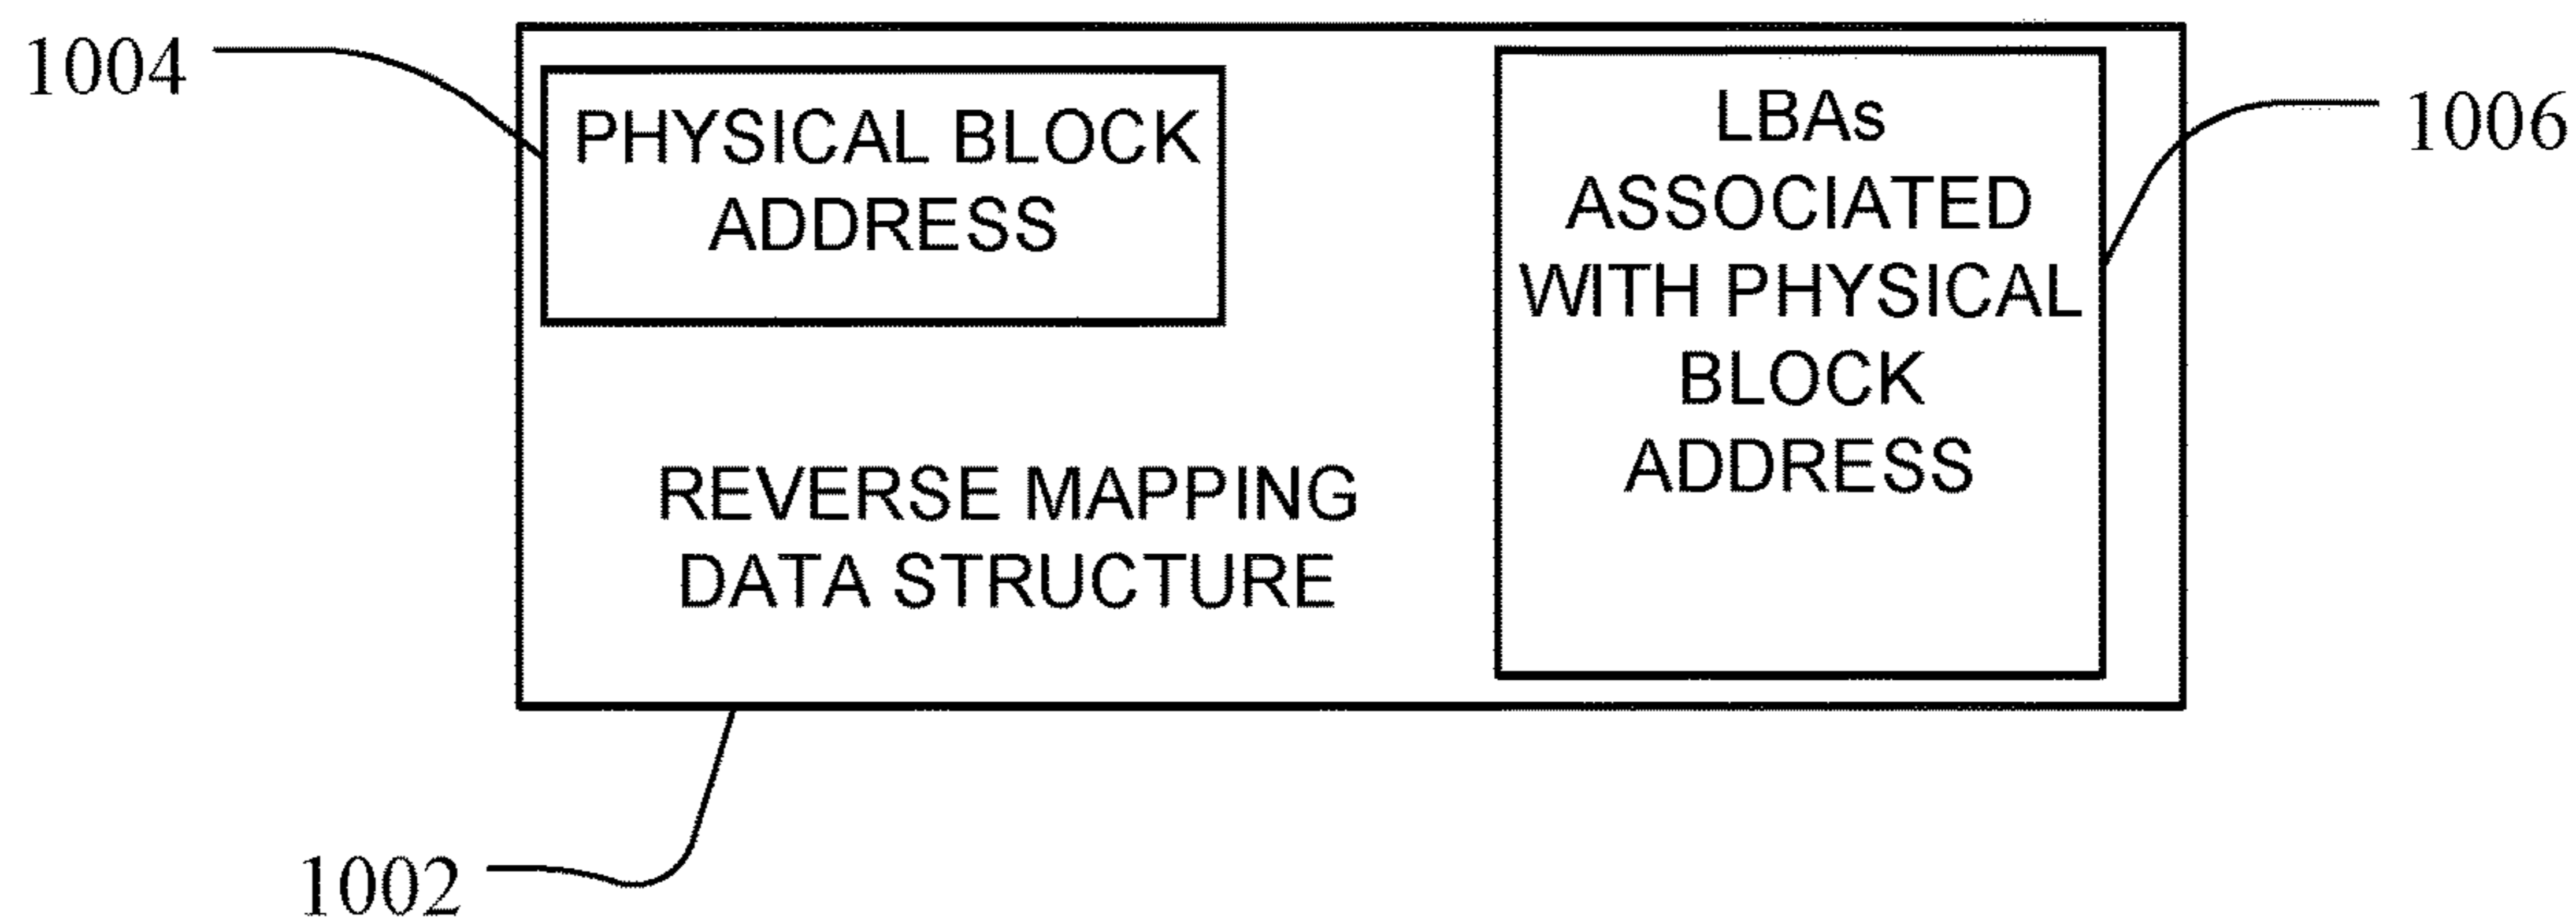 1004
PHYSICAL BLOCK
ADDRESS
LBAs
ASSOCIATED
WITH PHYSICAL
BLOCK
ADDRESS
1006
REVERSE MAPPING
DATA STRUCTURE
1002